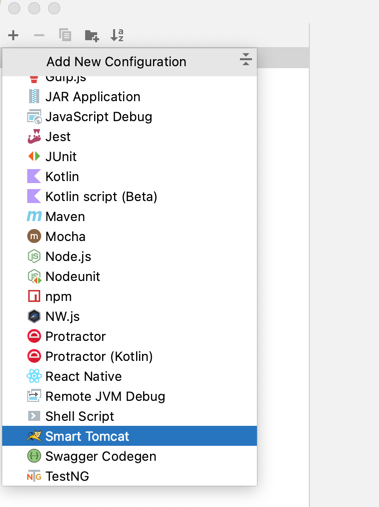 Add New Configuration
Gulp.js
JAR Application
JavaScript Debug
Jest
JUnit
Kotlin
Kotlin script (Beta)
Maven
Mocha
Node.js
Nodeunit
npm
NW.js
Protractor
Protractor (Kotlin)
React Native
Remote JVM Debug
Shell Script
Smart Tomcat
Swagger Codegen
TestNG